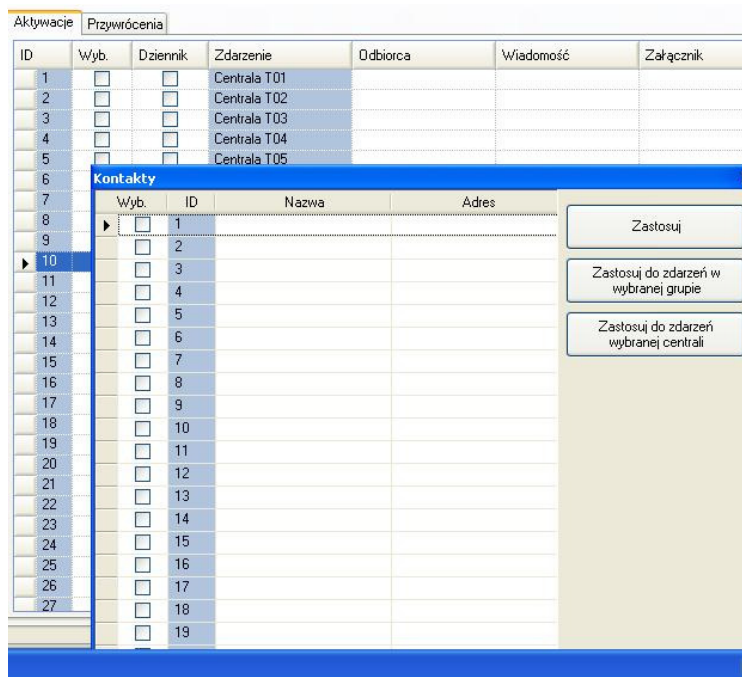 Aktywacje Przywrócenia
ID Wyb. Dziennik Zdarzenie Odbiorca Wiadomość Załącznik
1 Centrala T01
2 Centrala T02
3 Centrala T03
4 Centrala T04
5 Centrala T05
6
7
8
9
10
11
12
13
14
15
16
17
18
19
20
21
22
23
24
25
26
27
Kontakty
Wyb. ID Nazwa Adres
1
2
3
4
5
6
7
8
9
10
11
12
13
14
15
16
17
18
19
Zastosuj
Zastosuj do zdarzeń w
wybranej grupie
Zastosuj do zdarzeń
wybranej centrali